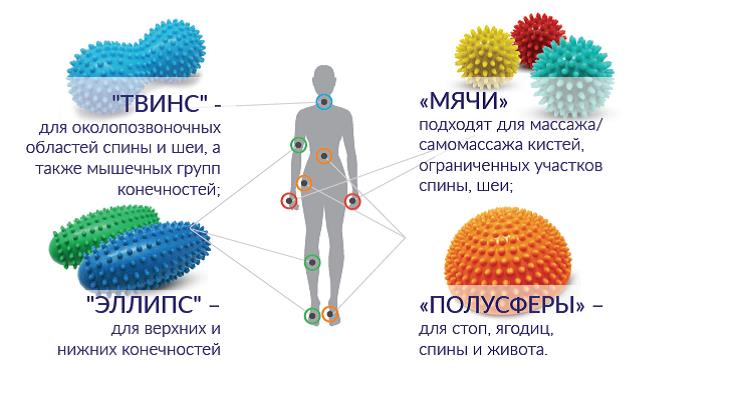 "ТВИНС" -
для околопозвоночных
областей спины и шеи, а
также мышечных групп
конечностей;
«МЯЧИ»
подходят для массажа/
самомассажа кистей,
ограниченных участков
спины, шеи;
"ЭЛЛИПС" –
для верхних и
нижних конечностей
«ПОЛУСФЕРЫ» –
для стоп, ягодиц,
спины и живота.